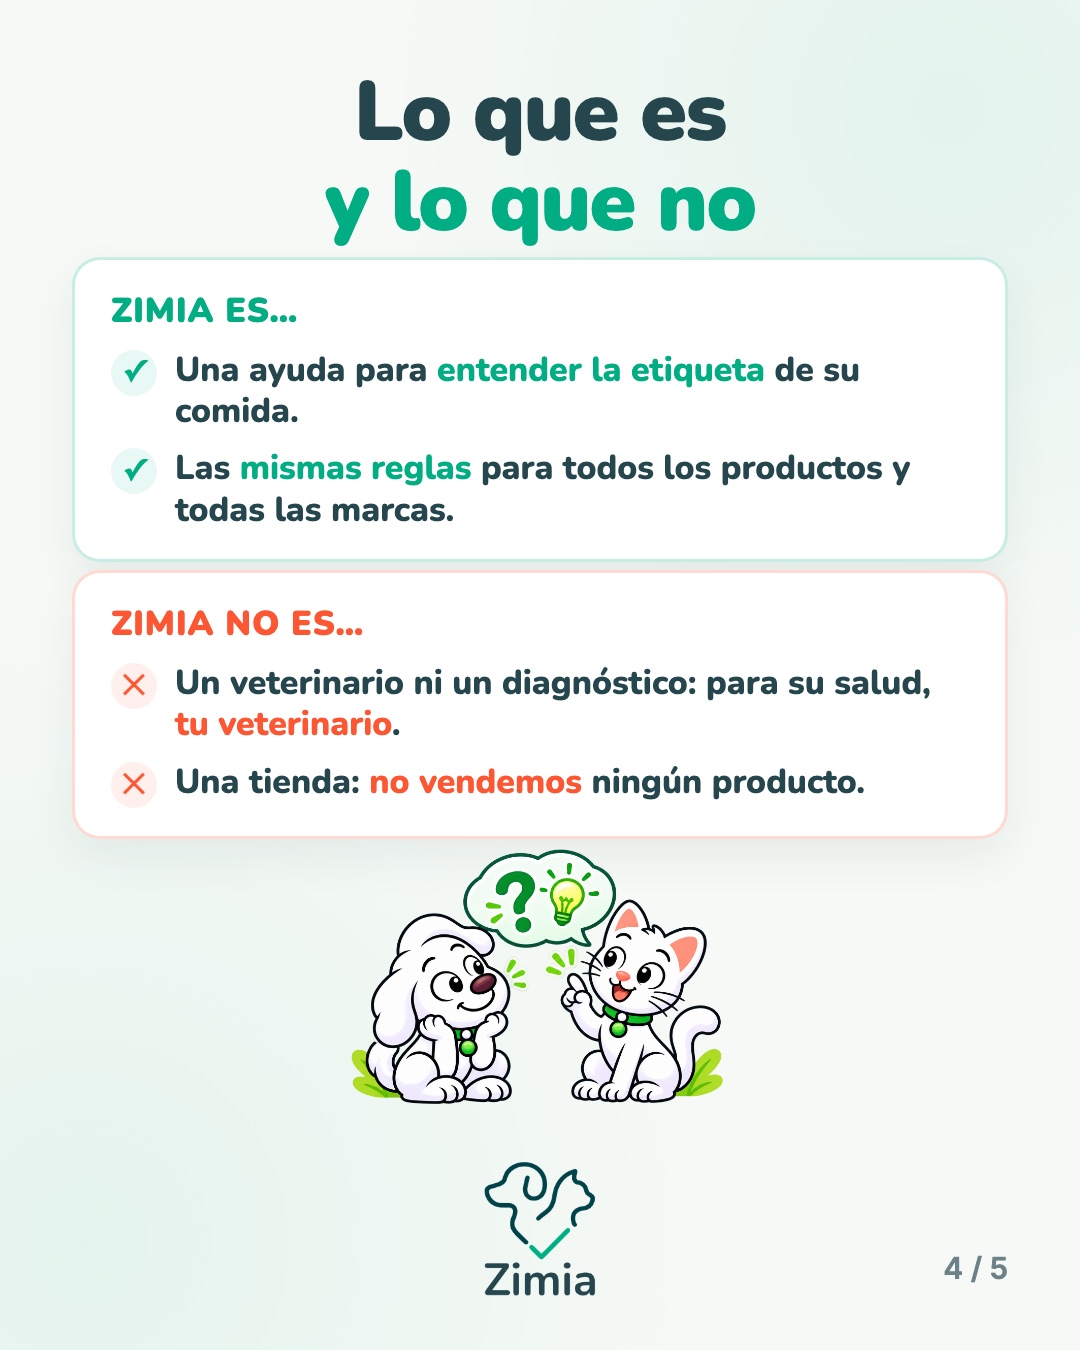 Lo que es
y lo que no
ZIMIA ES...
✓ Una ayuda para entender la etiqueta de su
comida.
✓ Las mismas reglas para todos los productos y
todas las marcas.
ZIMIA NO ES...
✕ Un veterinario ni un diagnóstico: para su salud,
tu veterinario.
✕ Una tienda: no vendemos ningún producto.
?
Zimia
4 / 5